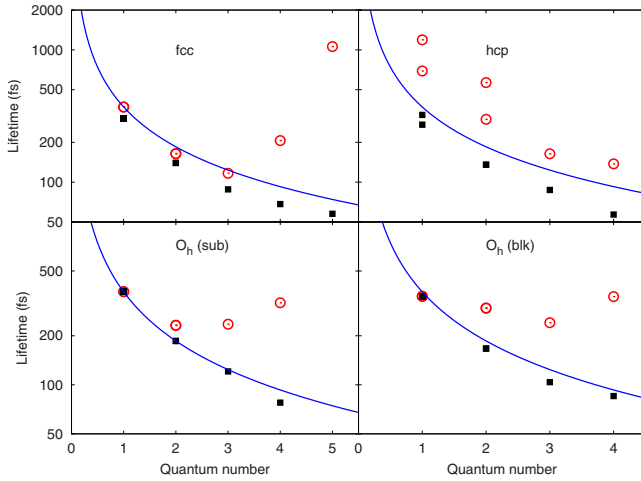 2000
1000
500
200
100
50
Lifetime (fs)
fcc
hcp
500
200
100
50
Lifetime (fs)
O_h (sub)
O_h (blk)
0 1 2 3 4 5
0 1 2 3 4
Quantum number
Quantum number